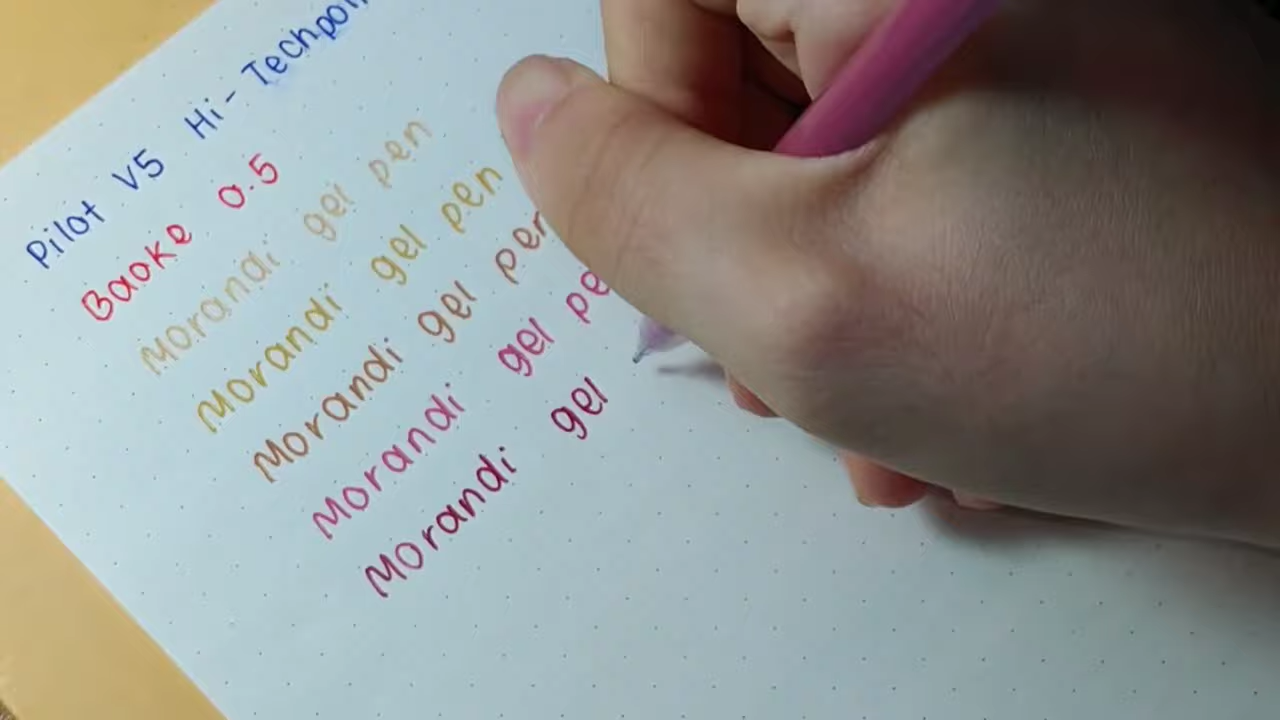 Pilot V5 Hi-Techpoi
Baoke 0.5
Morandi gel pen
Morandi gel pen
Morandi gel pen
Morandi gel pe
Morandi gel